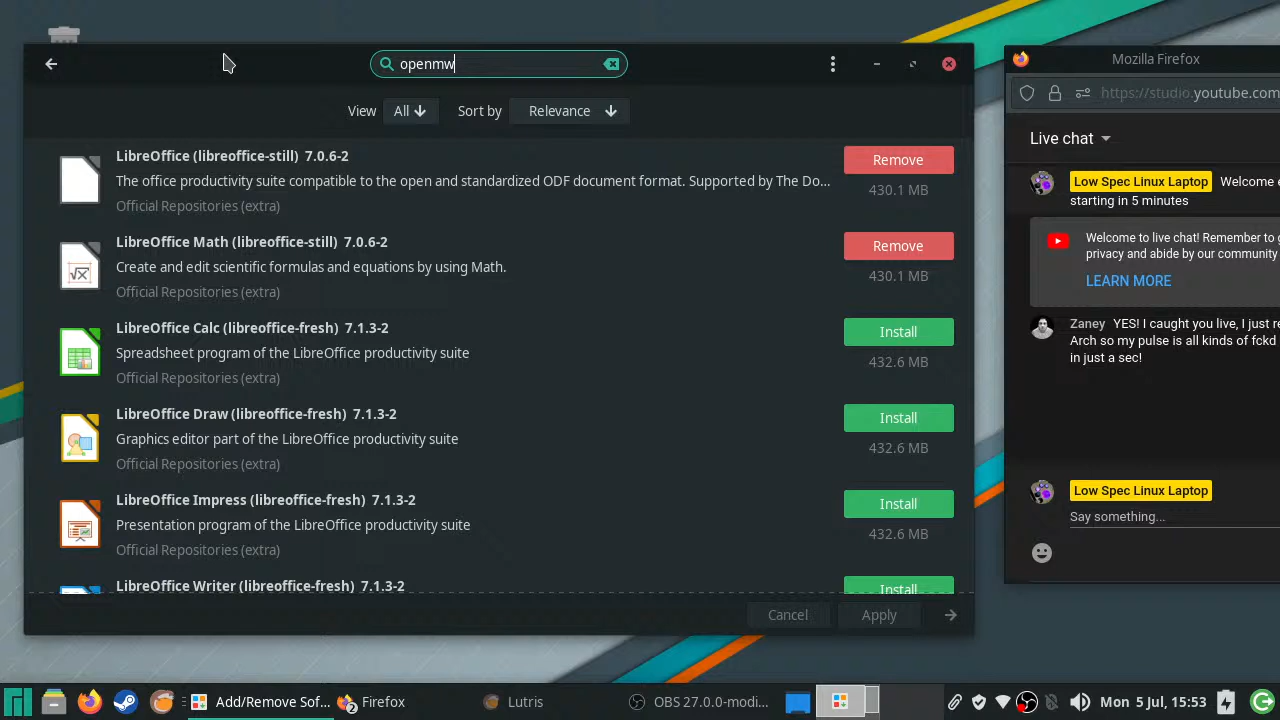 openmw
View All Sort by Relevance
LibreOffice (libreoffice-still) 7.0.6-2
Remove
The office productivity suite compatible to the open and standardized ODF document format. Supported by The Do...
430.1 MB
Official Repositories (extra)
LibreOffice Math (libreoffice-still) 7.0.6-2
Remove
Create and edit scientific formulas and equations by using Math.
430.1 MB
Official Repositories (extra)
LibreOffice Calc (libreoffice-fresh) 7.1.3-2
Install
Spreadsheet program of the LibreOffice productivity suite
432.6 MB
Official Repositories (extra)
LibreOffice Draw (libreoffice-fresh) 7.1.3-2
Install
Graphics editor part of the LibreOffice productivity suite
432.6 MB
Official Repositories (extra)
LibreOffice Impress (libreoffice-fresh) 7.1.3-2
Install
Presentation program of the LibreOffice productivity suite
432.6 MB
Official Repositories (extra)
LibreOffice Writer (libreoffice-fresh) 7.1.3-2
Install
Cancel Apply
Mozilla Firefox
https://studio.youtube.com
Live chat
Low Spec Linux Laptop Welcome
starting in 5 minutes
Welcome to live chat! Remember to
privacy and abide by our community
LEARN MORE
Zaney YES! I caught you live, I just
Arch so my pulse is all kinds of fckd
in just a sec!
Low Spec Linux Laptop
Say something...
Add/Remove Sof... 2 Firefox Lutris OBS 27.0.0-modi... Mon 5 Jul, 15:53